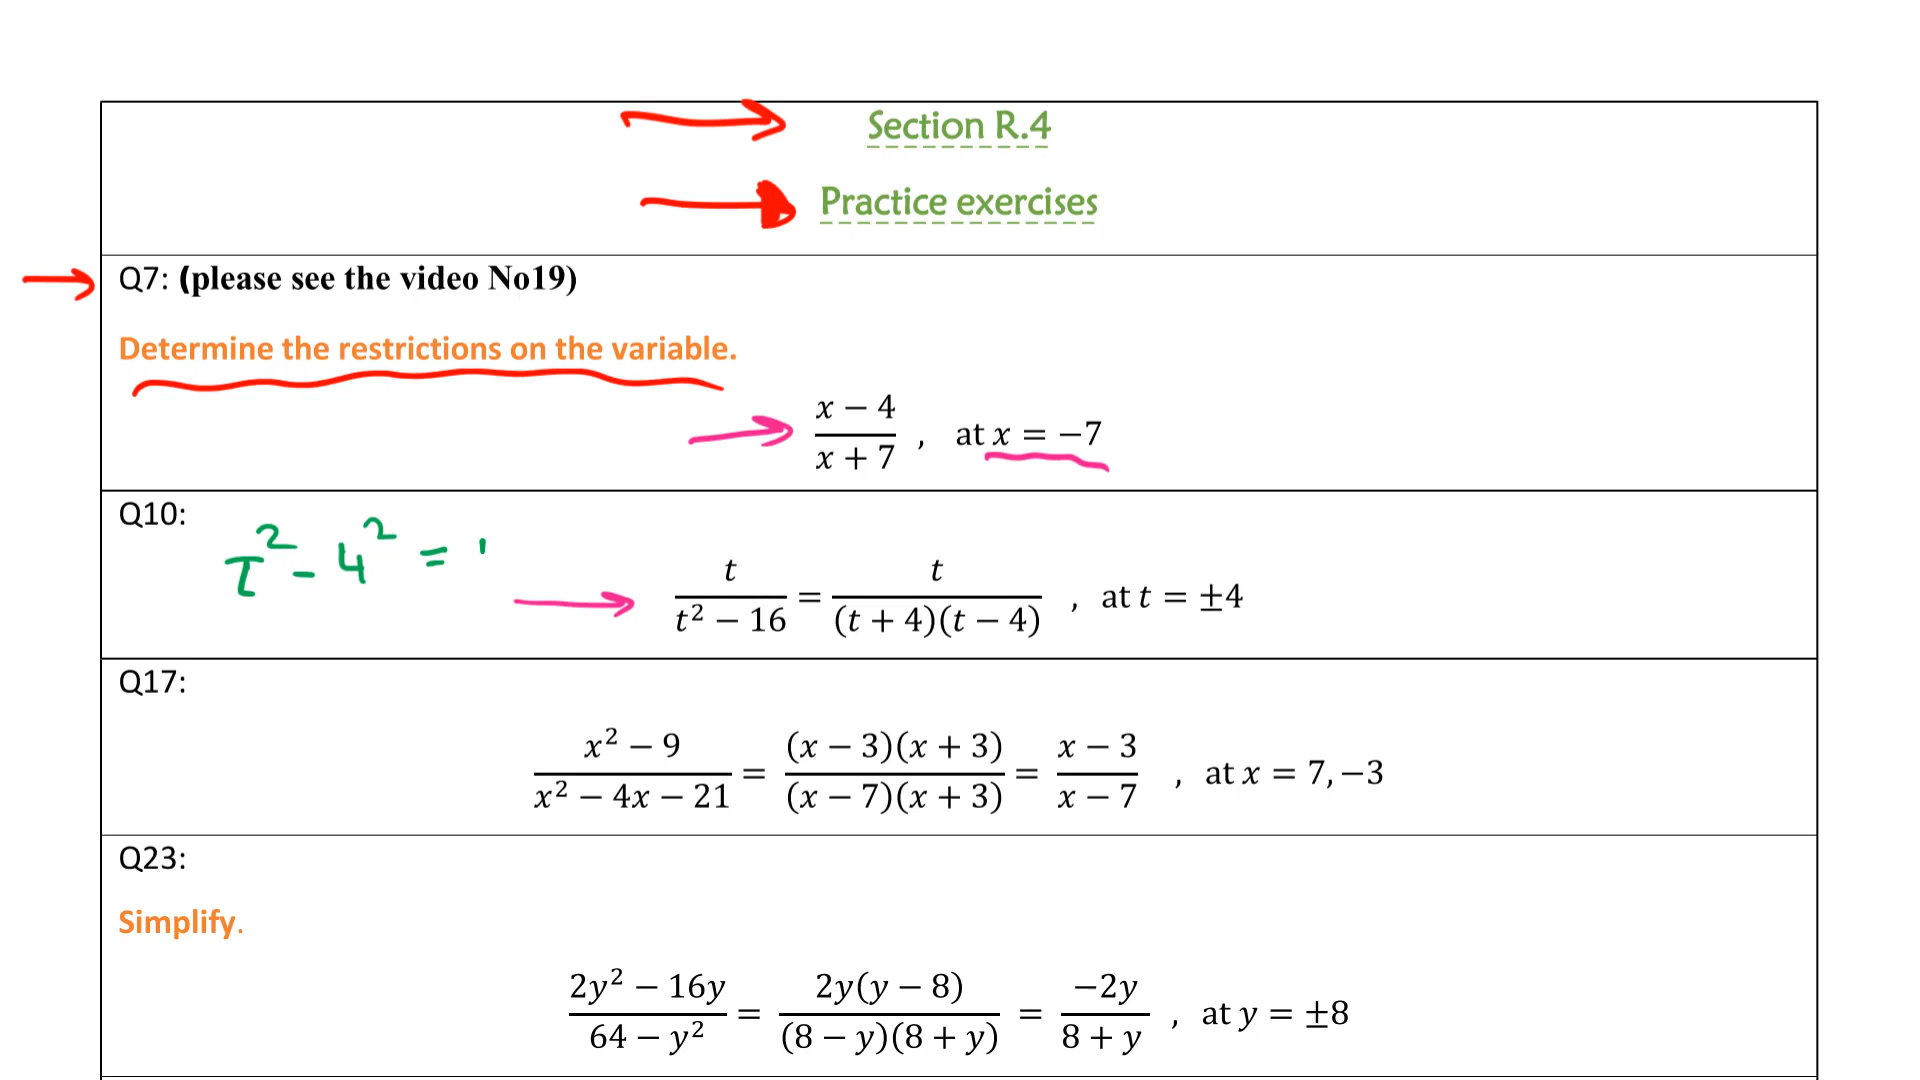 Section R.4
Practice exercises
Q7: (please see the video No19)
Determine the restrictions on the variable.
x − 4 / x + 7 , at x = −7
Q10:
τ² - 4² =
t / t² − 16 = t / (t + 4)(t − 4) , at t = ±4
Q17:
x² − 9 / x² − 4x − 21 = (x − 3)(x + 3) / (x − 7)(x + 3) = x − 3 / x − 7 , at x = 7, −3
Q23:
Simplify.
2y² − 16y / 64 − y² = 2y(y − 8) / (8 − y)(8 + y) = −2y / 8 + y , at y = ±8